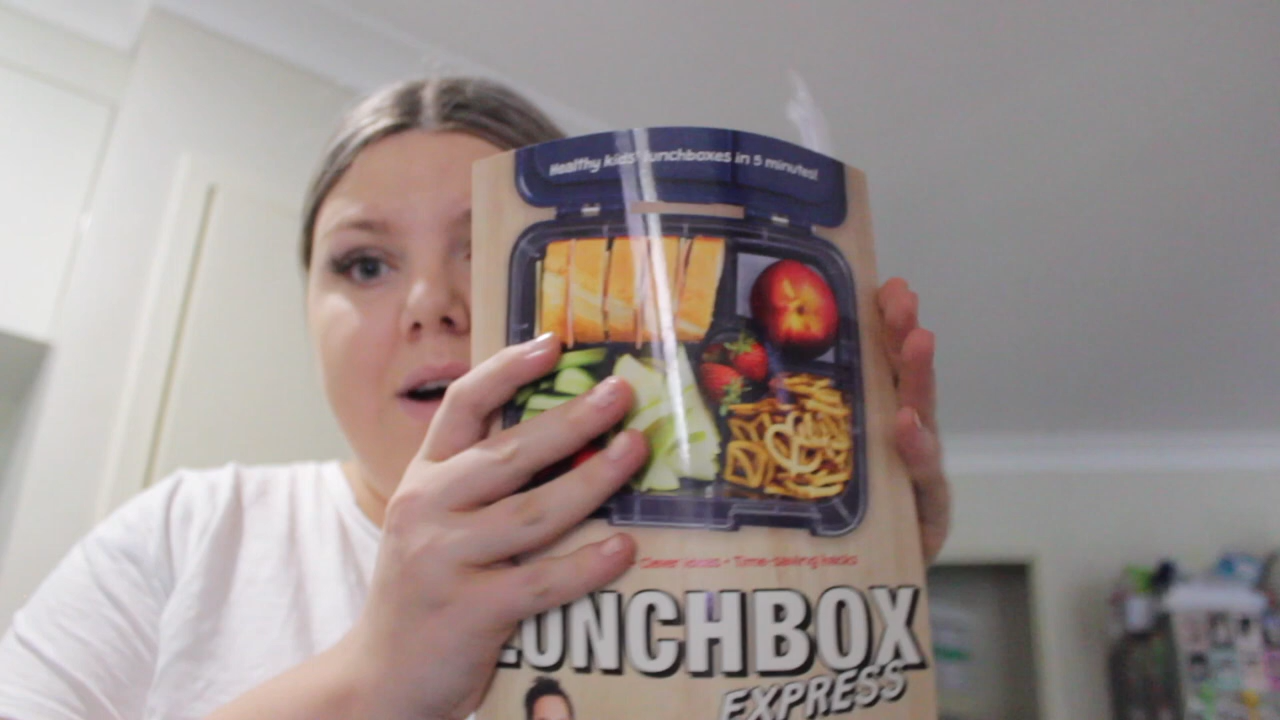 Healthy kids' lunchboxes in 5 minutes!
• Clever ideas • Time-saving hacks
LUNCHBOX
EXPRESS